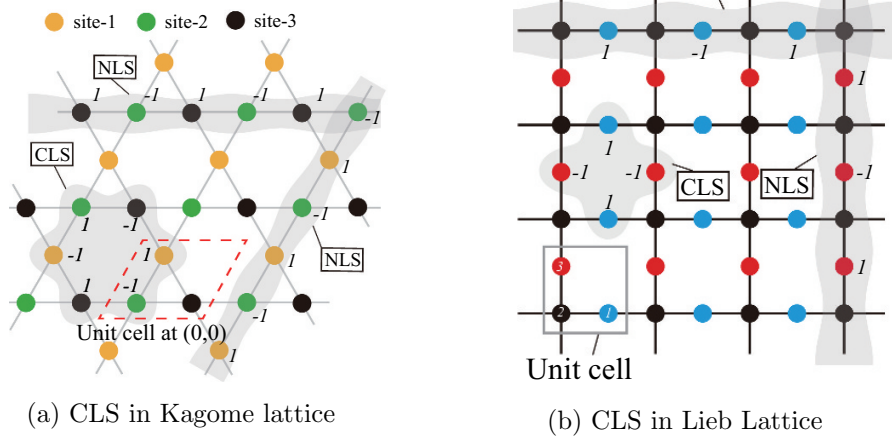 site-1 site-2 site-3
NLS
1 -1 1 -1 1 -1
CLS
1
1 -1 -1
-1 1 1 NLS
1 -1 -1
Unit cell at (0,0)
1
(a) CLS in Kagome lattice
(b)
1 -1 1
1
1
-1 -1 CLS NLS -1
1
3 1
2 1
Unit cell
(b) CLS in Lieb Lattice